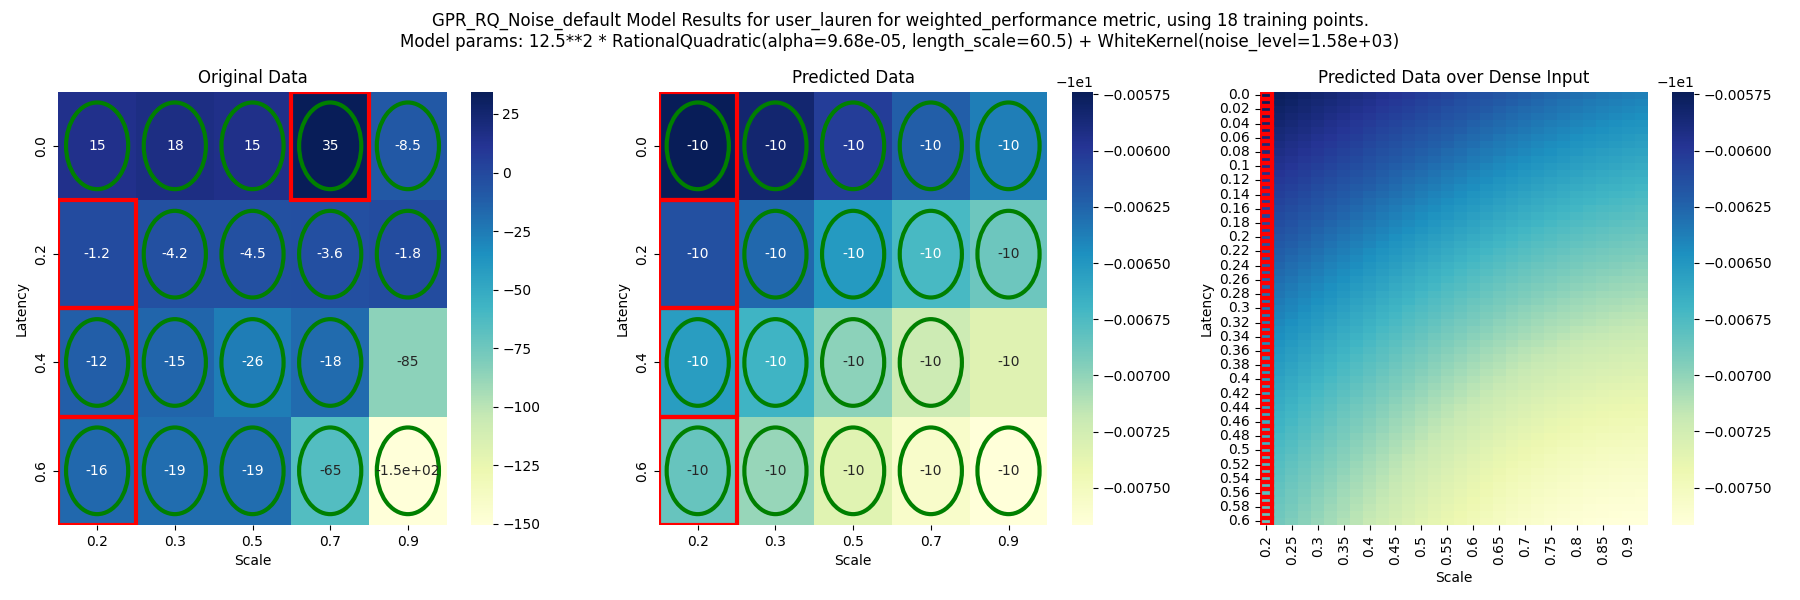 GPR_RQ_Noise_default Model Results for user_lauren for weighted_performance metric, using 18 training points.
Model params: 12.5**2 * RationalQuadratic(alpha=9.68e-05, length_scale=60.5) + WhiteKernel(noise_level=1.58e+03)
Original Data
15 18 15 35 -8.5
-1.2 -4.2 -4.5 -3.6 -1.8
-12 -15 -26 -18 -85
-16 -19 -19 -65 -1.5e+02
0.0
0.2
0.4
0.6
Latency
0.2 0.3 0.5 0.7 0.9
Scale
25
0
−25
−50
−75
−100
−125
−150
Predicted Data
-10 -10 -10 -10 -10
-10 -10 -10 -10 -10
-10 -10 -10 -10 -10
-10 -10 -10 -10 -10
0.0
0.2
0.4
0.6
Latency
0.2 0.3 0.5 0.7 0.9
Scale
−1e1
−0.00575
−0.00600
−0.00625
−0.00650
−0.00675
−0.00700
−0.00725
−0.00750
Predicted Data over Dense Input
0.0
0.02
0.04
0.06
0.08
0.1
0.12
0.14
0.16
0.18
0.2
0.22
0.24
0.26
0.28
0.3
0.32
0.34
0.36
0.38
0.4
0.42
0.44
0.46
0.48
0.5
0.52
0.54
0.56
0.58
0.6
Latency
0.2 0.25 0.3 0.35 0.4 0.45 0.5 0.55 0.6 0.65 0.7 0.75 0.8 0.85 0.9
Scale
−1e1
−0.00575
−0.00600
−0.00625
−0.00650
−0.00675
−0.00700
−0.00725
−0.00750